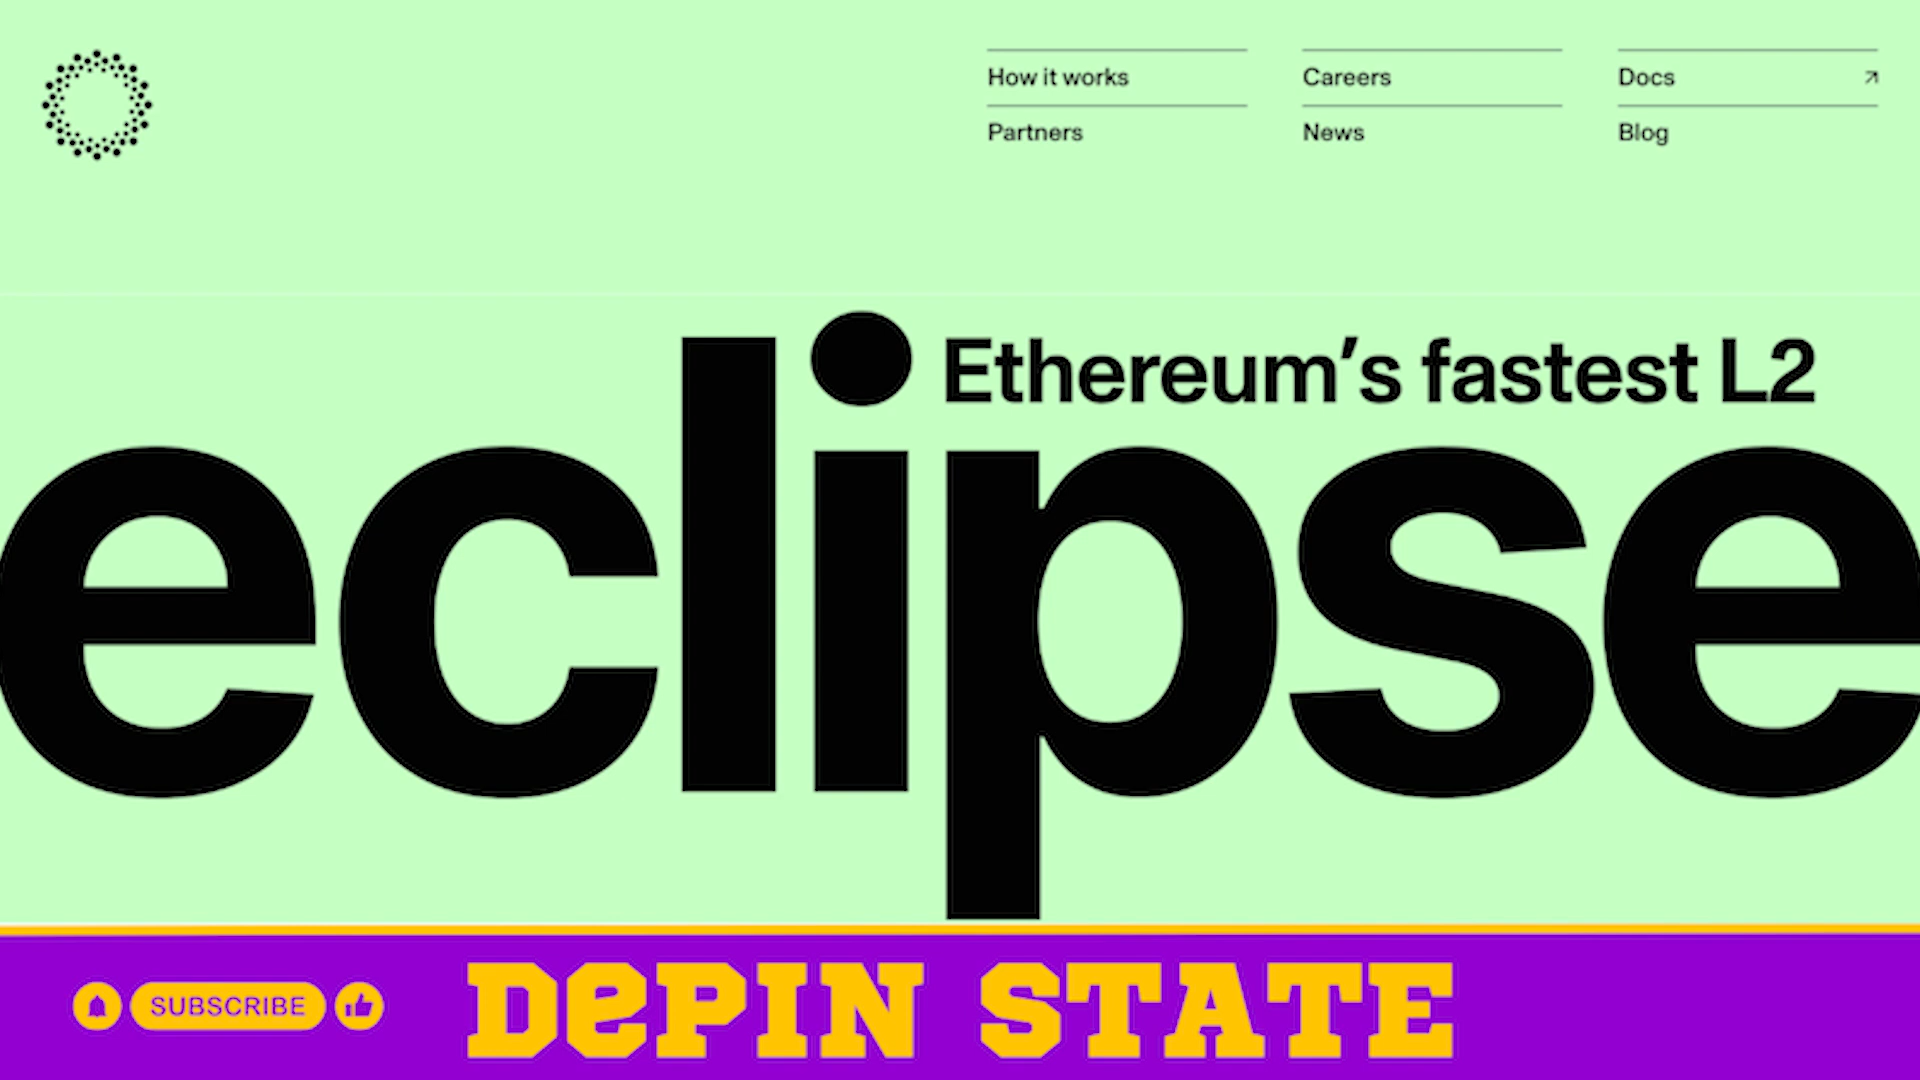 How it works
Careers
Docs
Partners
News
Blog
Ethereum’s fastest L2
eclipse
SUBSCRIBE
DePIN STATE